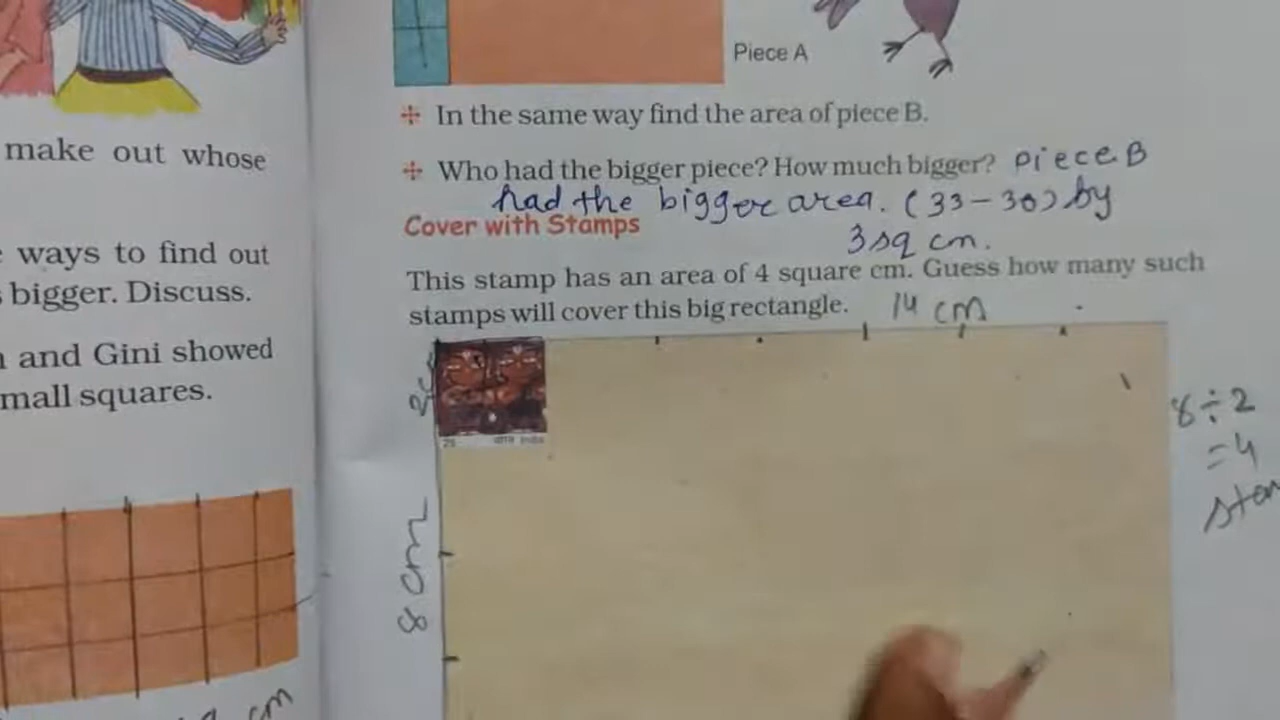 make out whose
ways to find out
bigger. Discuss.
and Gini showed
mall squares.
cm
Piece A
In the same way find the area of piece B.
Who had the bigger piece? How much bigger? Piece B
had the bigger area. (33-30) by
Cover with Stamps
3 sq cm.
This stamp has an area of 4 square cm. Guess how many such
stamps will cover this big rectangle. 14 cm
8 cm
8÷2
=4